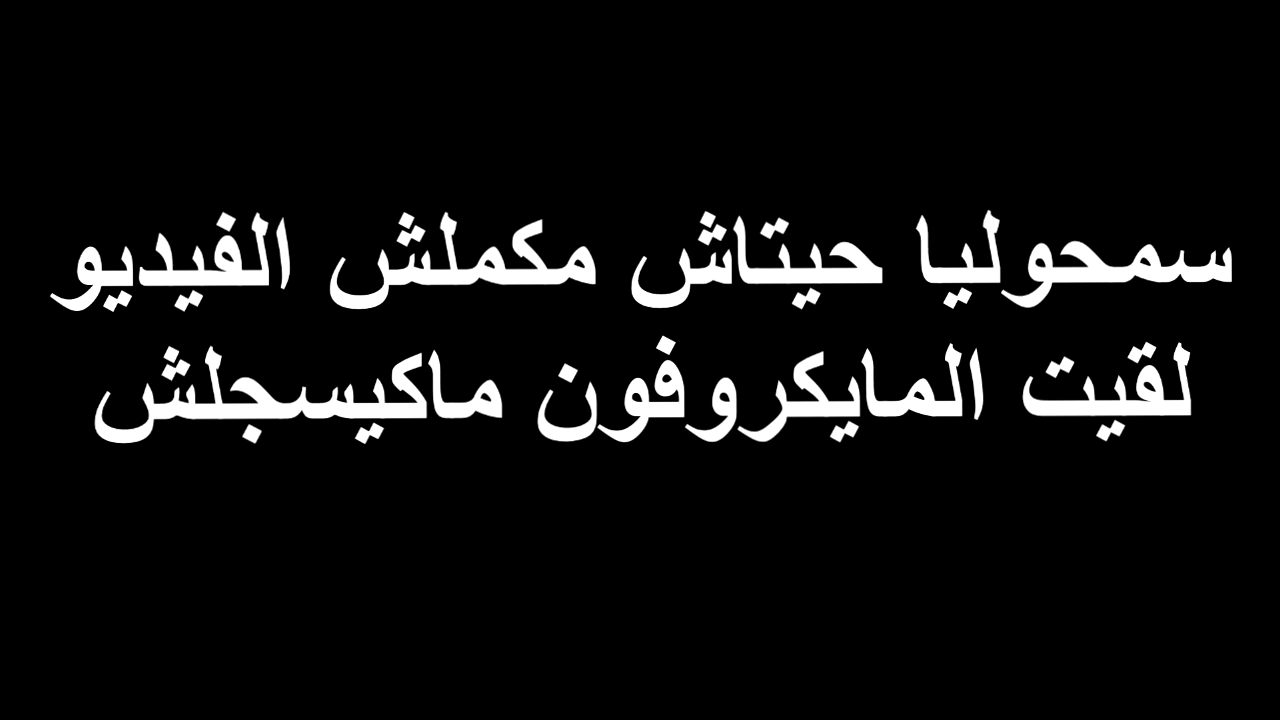 سمحوليا حيتاش مكملش الفيديو
لقيت المايكروفون ماكيسجلش